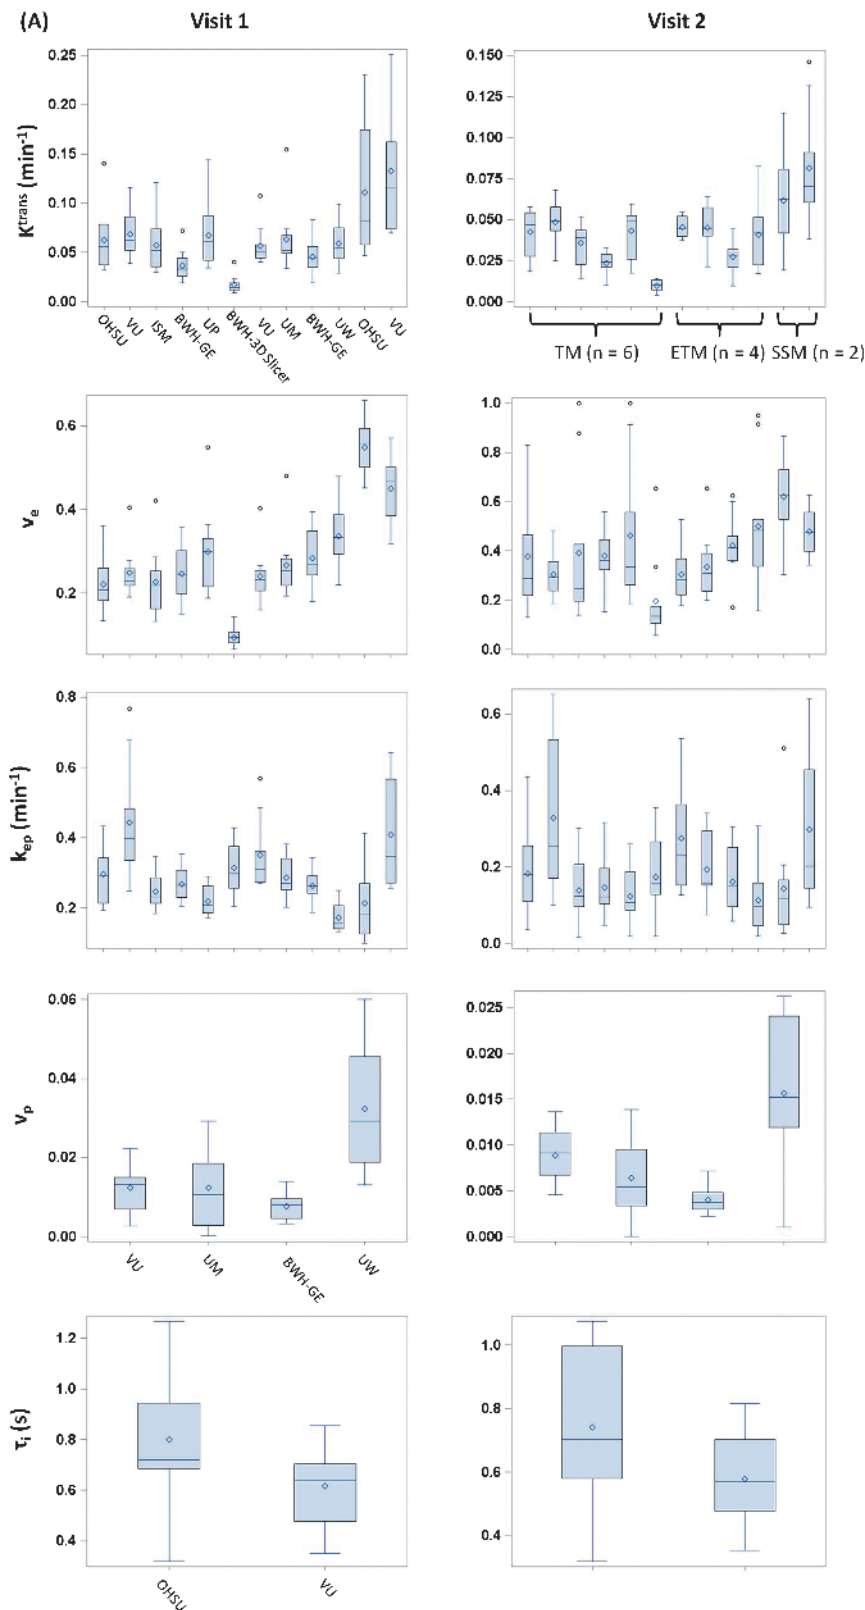 (A) Visit 1 Visit 2
K^trans (min^-1)
0.25
0.20
0.15
0.10
0.05
0.00
OHSU
VU
ISM
BWH-GE
UP
BWH-3D Slicer
VU
UM
BWH-GE
UW
OHSU
VU
0.150
0.125
0.100
0.075
0.050
0.025
0.000
TM (n = 6) ETM (n = 4) SSM (n = 2)
v_e
0.6
0.4
0.2
1.0
0.8
0.6
0.4
0.2
0.0
k_ep (min^-1)
0.8
0.6
0.4
0.2
0.6
0.4
0.2
0.0
v_p
0.06
0.04
0.02
0.00
VU
UM
BWH-GE
UW
0.025
0.020
0.015
0.010
0.005
0.000
τ_i (s)
1.2
1.0
0.8
0.6
0.4
OHSU
VU
1.0
0.8
0.6
0.4